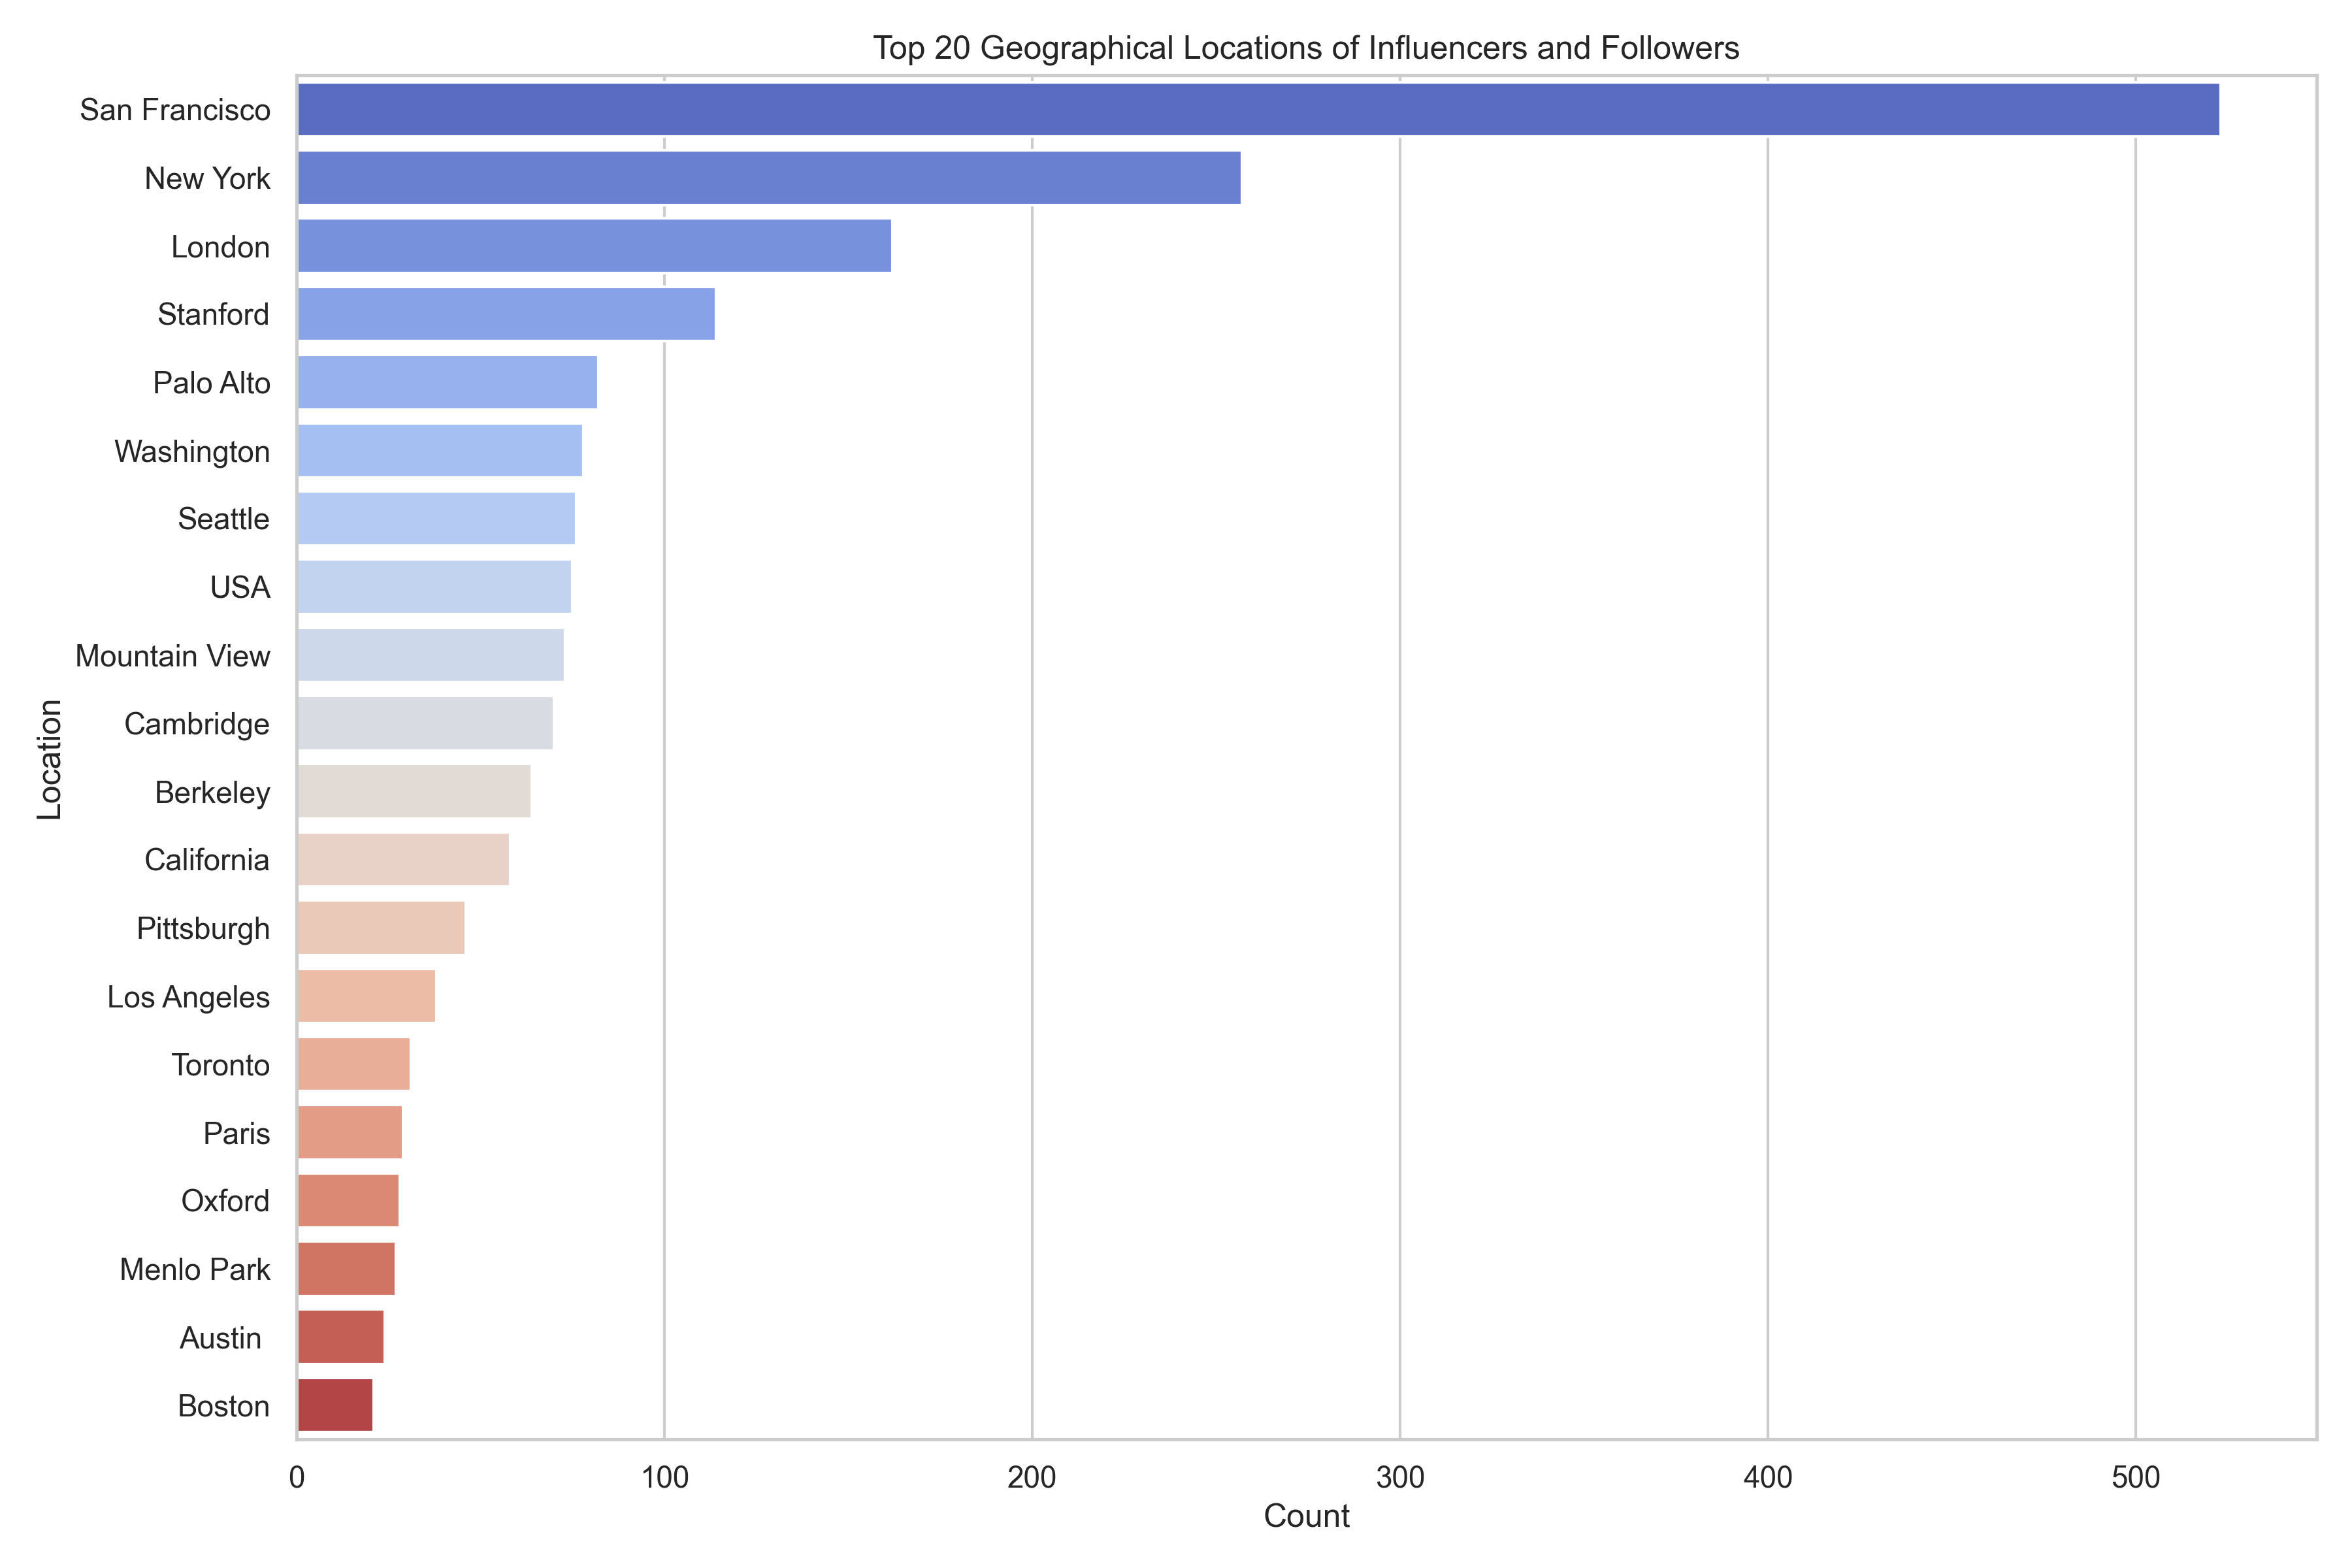 Top 20 Geographical Locations of Influencers and Followers
San Francisco
New York
London
Stanford
Palo Alto
Washington
Seattle
USA
Mountain View
Cambridge
Berkeley
California
Pittsburgh
Los Angeles
Toronto
Paris
Oxford
Menlo Park
Austin
Boston
Location
0 100 200 300 400 500
Count